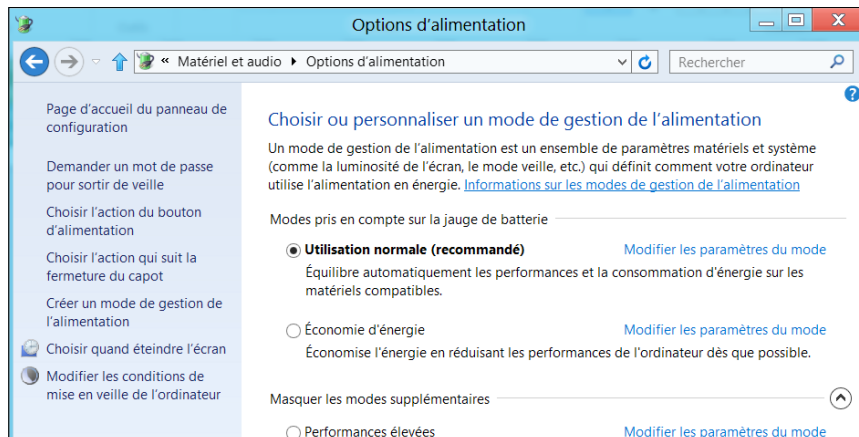 Options d'alimentation
« Matériel et audio ▸ Options d'alimentation
Rechercher
Page d'accueil du panneau de
configuration
Demander un mot de passe
pour sortir de veille
Choisir l'action du bouton
d'alimentation
Choisir l'action qui suit la
fermeture du capot
Créer un mode de gestion de
l'alimentation
Choisir quand éteindre l'écran
Modifier les conditions de
mise en veille de l'ordinateur
Choisir ou personnaliser un mode de gestion de l'alimentation
Un mode de gestion de l'alimentation est un ensemble de paramètres matériels et système
(comme la luminosité de l'écran, le mode veille, etc.) qui définit comment votre ordinateur
utilise l'alimentation en énergie. Informations sur les modes de gestion de l'alimentation
Modes pris en compte sur la jauge de batterie
Utilisation normale (recommandé) Modifier les paramètres du mode
Équilibre automatiquement les performances et la consommation d'énergie sur les
matériels compatibles.
Économie d'énergie Modifier les paramètres du mode
Économise l'énergie en réduisant les performances de l'ordinateur dès que possible.
Masquer les modes supplémentaires
Performances élevées Modifier les paramètres du mode